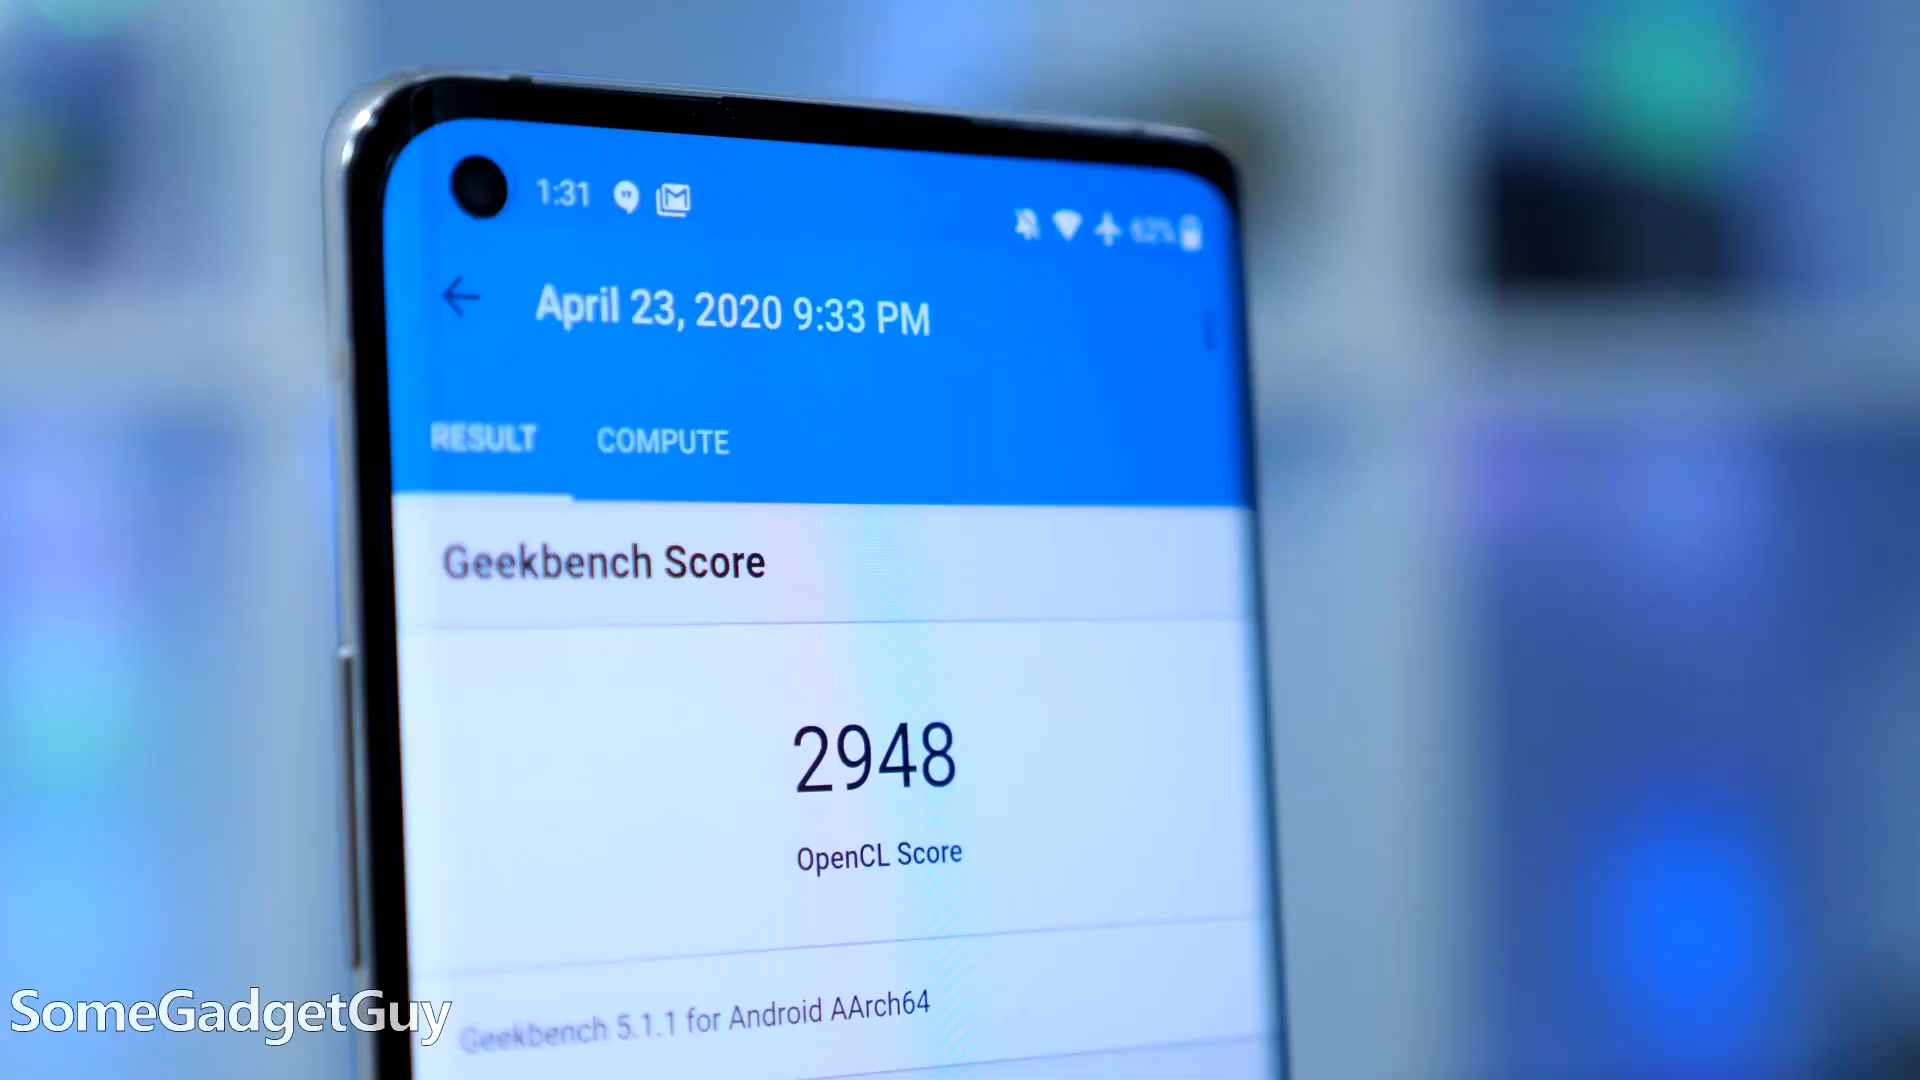 1:31
62%
April 23, 2020 9:33 PM
RESULT COMPUTE
Geekbench Score
2948
OpenCL Score
Geekbench 5.1.1 for Android AArch64
SomeGadgetGuy